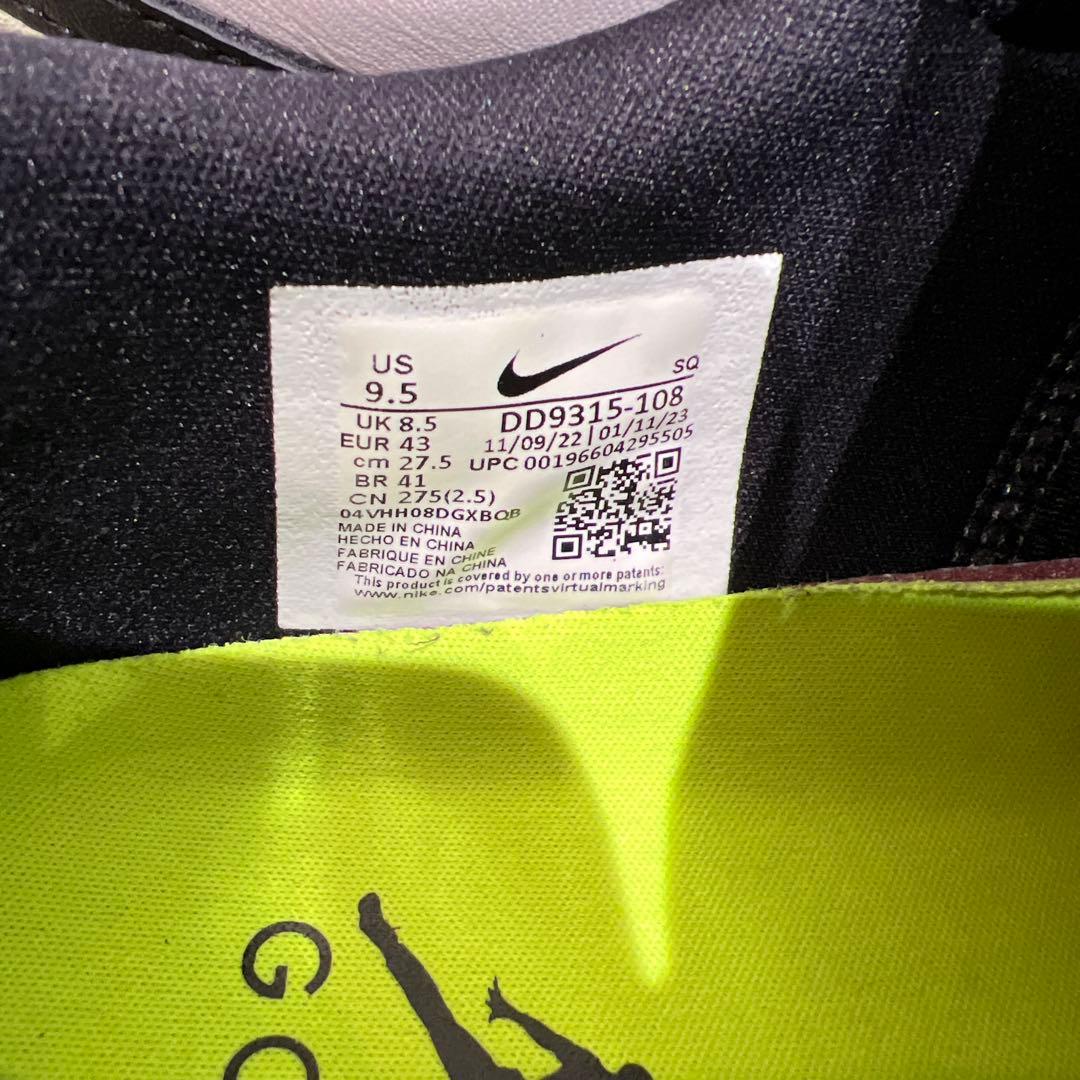 US
9.5
SQ
UK 8.5
EUR 43
cm 27.5
BR 41
CN 275(2.5)
04VHH08DGXBQB
DD9315-108
11/09/22 | 01/11/23
UPC 00196604295505
MADE IN CHINA
HECHO EN CHINA
FABRIQUE EN CHINE
FABRICADO NA CHINA
This product is covered by one or more patents:
www.nike.com/patentsvirtualmarking
G